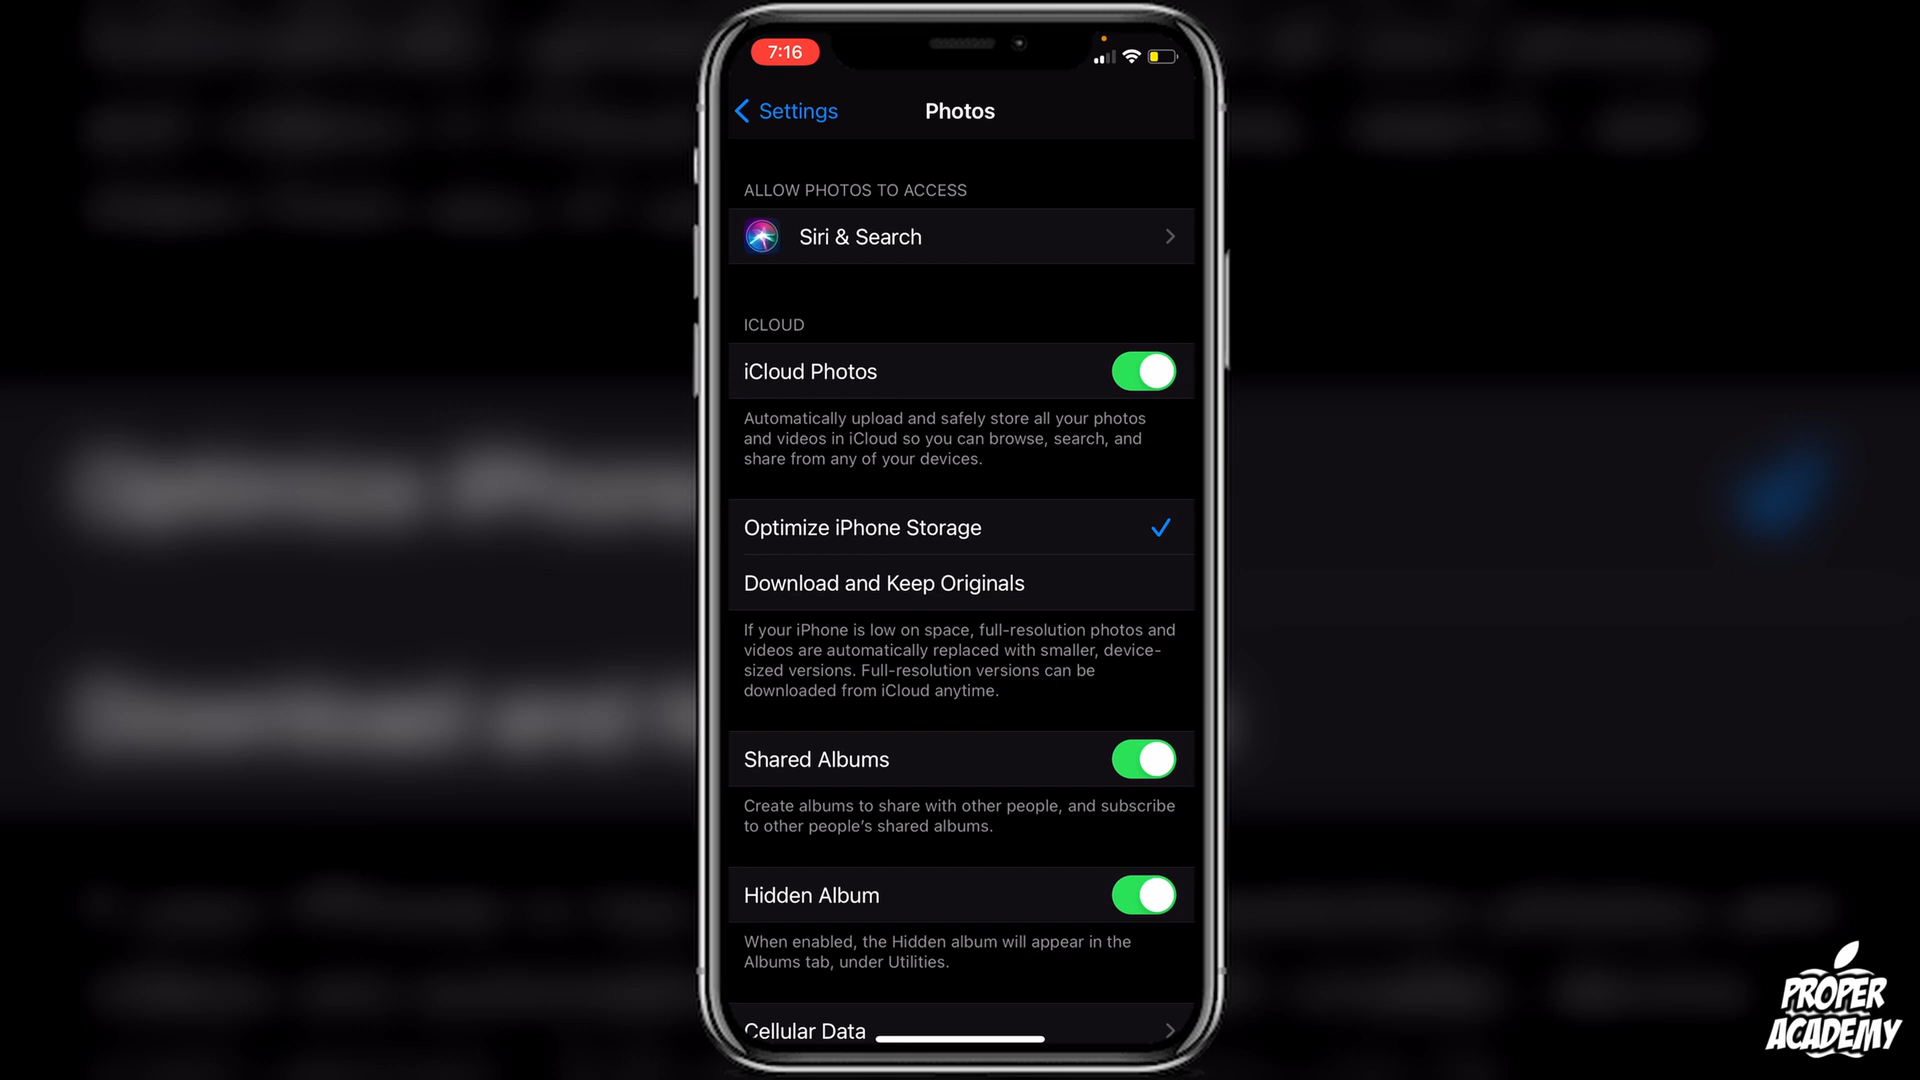 7:16
Settings
Photos
ALLOW PHOTOS TO ACCESS
Siri & Search
ICLOUD
iCloud Photos
Automatically upload and safely store all your photos
and videos in iCloud so you can browse, search, and
share from any of your devices.
Optimize iPhone Storage
Download and Keep Originals
If your iPhone is low on space, full-resolution photos and
videos are automatically replaced with smaller, device-
sized versions. Full-resolution versions can be
downloaded from iCloud anytime.
Shared Albums
Create albums to share with other people, and subscribe
to other people's shared albums.
Hidden Album
When enabled, the Hidden album will appear in the
Albums tab, under Utilities.
Cellular Data
PROPER
ACADEMY